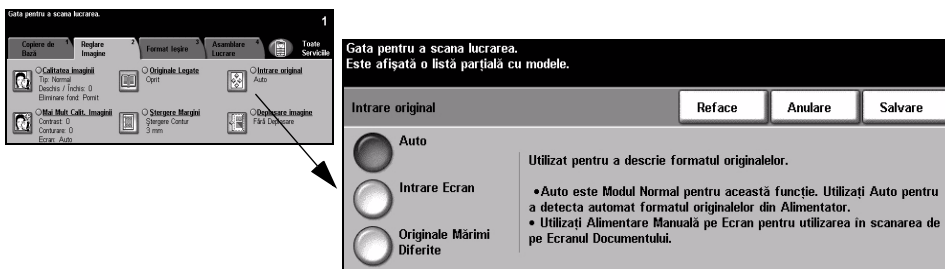 Gata pentru a scana lucrarea.
1
Copiere de Bază 1
Reglare Imagine 2
Format Ieşire 3
Asamblare Lucrare 4
Toate Serviciile
Calitatea imaginii
Tip: Normal
Deschis / Închis: 0
Eliminare fond: Pornit
Originale Legate
Oprit
Intrare original
Auto
Mai Mult Calit. Imaginii
Contrast: 0
Conturare: 0
Ecran: Auto
Ştergere Margini
Ştergere Contur
3 mm
Deplasare imagine
Fără Deplasare
Gata pentru a scana lucrarea.
Este afişată o listă parţială cu modele.
Intrare original
Reface
Anulare
Salvare
Auto
Intrare Ecran
Originale Mărimi
Diferite
Utilizat pentru a descrie formatul originalelor.
•Auto este Modul Normal pentru această funcţie. Utilizaţi Auto pentru
a detecta automat formatul originalelor din Alimentator.
• Utilizaţi Alimentare Manuală pe Ecran pentru utilizarea în scanarea de
pe Ecranul Documentului.